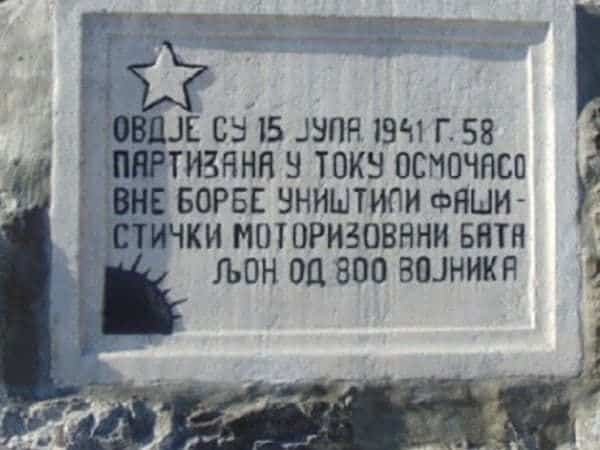 ОВДЈЕ СУ 15 ЈУЛА 1941 Г. 58
ПАРТИЗАНА У ТОКУ ОСМОЧАСО
ВНЕ БОРБЕ УНИШТИЛИ ФАШИ-
СТИЧКИ МОТОРИЗОВАНИ БАТА
ЉОН ОД 800 ВОЈНИКА